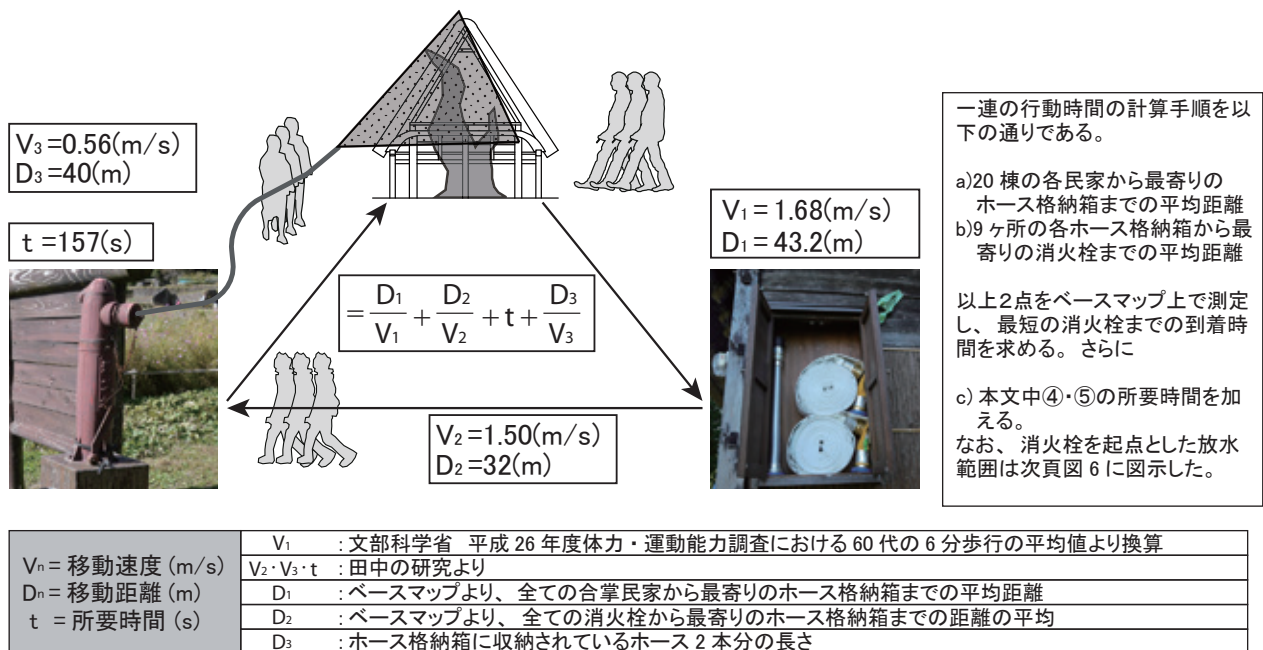 V₃ =0.56(m/s)
D₃ =40(m)
t =157(s)
V₁ = 1.68(m/s)
D₁ = 43.2(m)
= D₁/V₁ + D₂/V₂ + t + D₃/V₃
V₂ =1.50(m/s)
D₂ =32(m)
一連の行動時間の計算手順を以
下の通りである。
a)20 棟の各民家から最寄りの
ホース格納箱までの平均距離
b)9 ヶ所の各ホース格納箱から最
寄りの消火栓までの平均距離
以上2点をベースマップ上で測定
し、 最短の消火栓までの到着時
間を求める。 さらに
c) 本文中④・⑤の所要時間を加
える。
なお、 消火栓を起点とした放水
範囲は次頁図 6 に図示した。
Vₙ = 移動速度 (m/s)
Dₙ = 移動距離 (m)
t = 所要時間 (s)
V₁ : 文部科学省 平成 26 年度体力・運動能力調査における 60 代の 6 分歩行の平均値より換算
V₂・V₃・t : 田中の研究より
D₁ : ベースマップより、 全ての合掌民家から最寄りのホース格納箱までの平均距離
D₂ : ベースマップより、 全ての消火栓から最寄りのホース格納箱までの距離の平均
D₃ : ホース格納箱に収納されているホース 2 本分の長さ